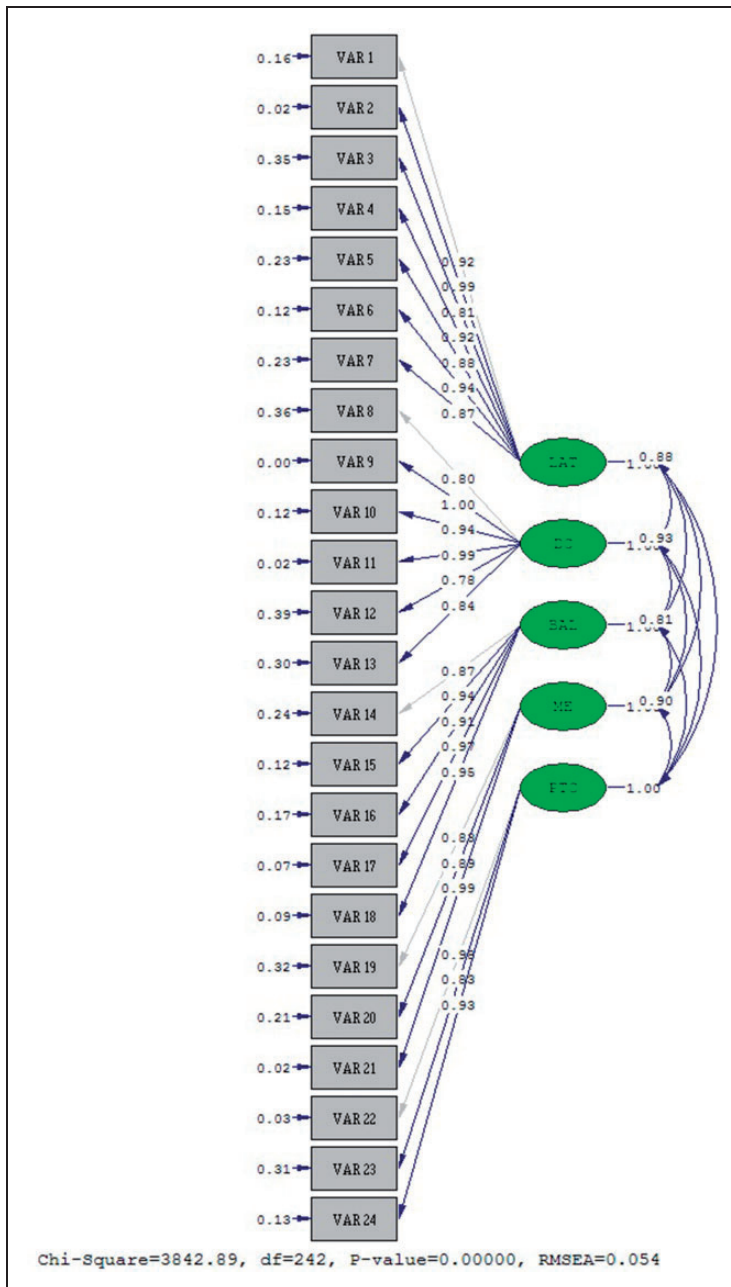 0.16 VAR 1
0.02 VAR 2
0.35 VAR 3
0.15 VAR 4
0.23 VAR 5
0.12 VAR 6
0.23 VAR 7
0.36 VAR 8
0.00 VAR 9
0.12 VAR 10
0.02 VAR 11
0.39 VAR 12
0.30 VAR 13
0.24 VAR 14
0.12 VAR 15
0.17 VAR 16
0.07 VAR 17
0.09 VAR 18
0.32 VAR 19
0.21 VAR 20
0.02 VAR 21
0.03 VAR 22
0.31 VAR 23
0.13 VAR 24
0.92
0.99
0.81
0.92
0.88
0.94
0.87
0.80
1.00
0.94
0.99
0.78
0.84
0.87
0.94
0.91
0.97
0.95
0.89
0.99
0.83
0.93
LAT 0.88
0.93
BAL 0.81
ME 0.90
1.00
Chi-Square=3842.89, df=242, P-value=0.00000, RMSEA=0.054